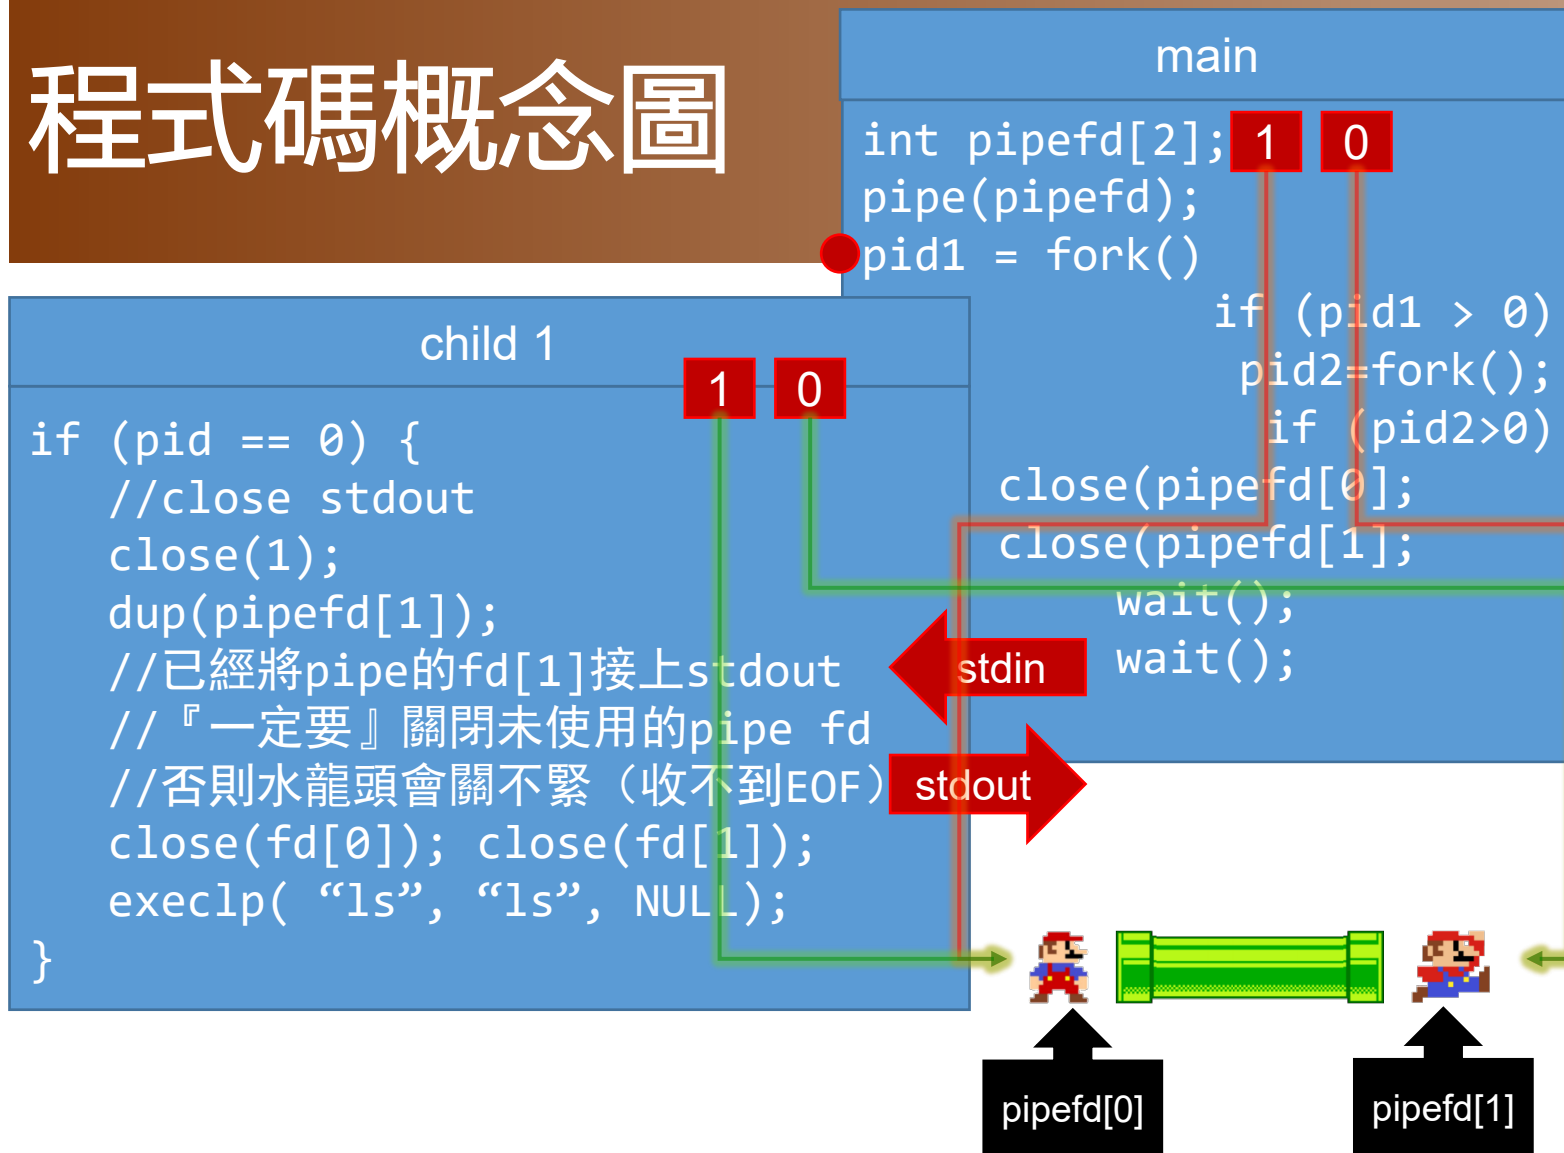 程式碼概念圖
main
int pipefd[2];
1 0
pipe(pipefd);
pid1 = fork()
if (pid1 > 0)
pid2=fork();
if (pid2>0)
close(pipefd[0];
close(pipefd[1];
wait();
wait();
child 1
1 0
if (pid == 0) {
//close stdout
close(1);
dup(pipefd[1]);
//已經將pipe的fd[1]接上stdout
//『一定要』關閉未使用的pipe fd
//否則水龍頭會關不緊（收不到EOF）
close(fd[0]); close(fd[1]);
execlp( “ls”, “ls”, NULL);
}
stdin
stdout
pipefd[0]
pipefd[1]